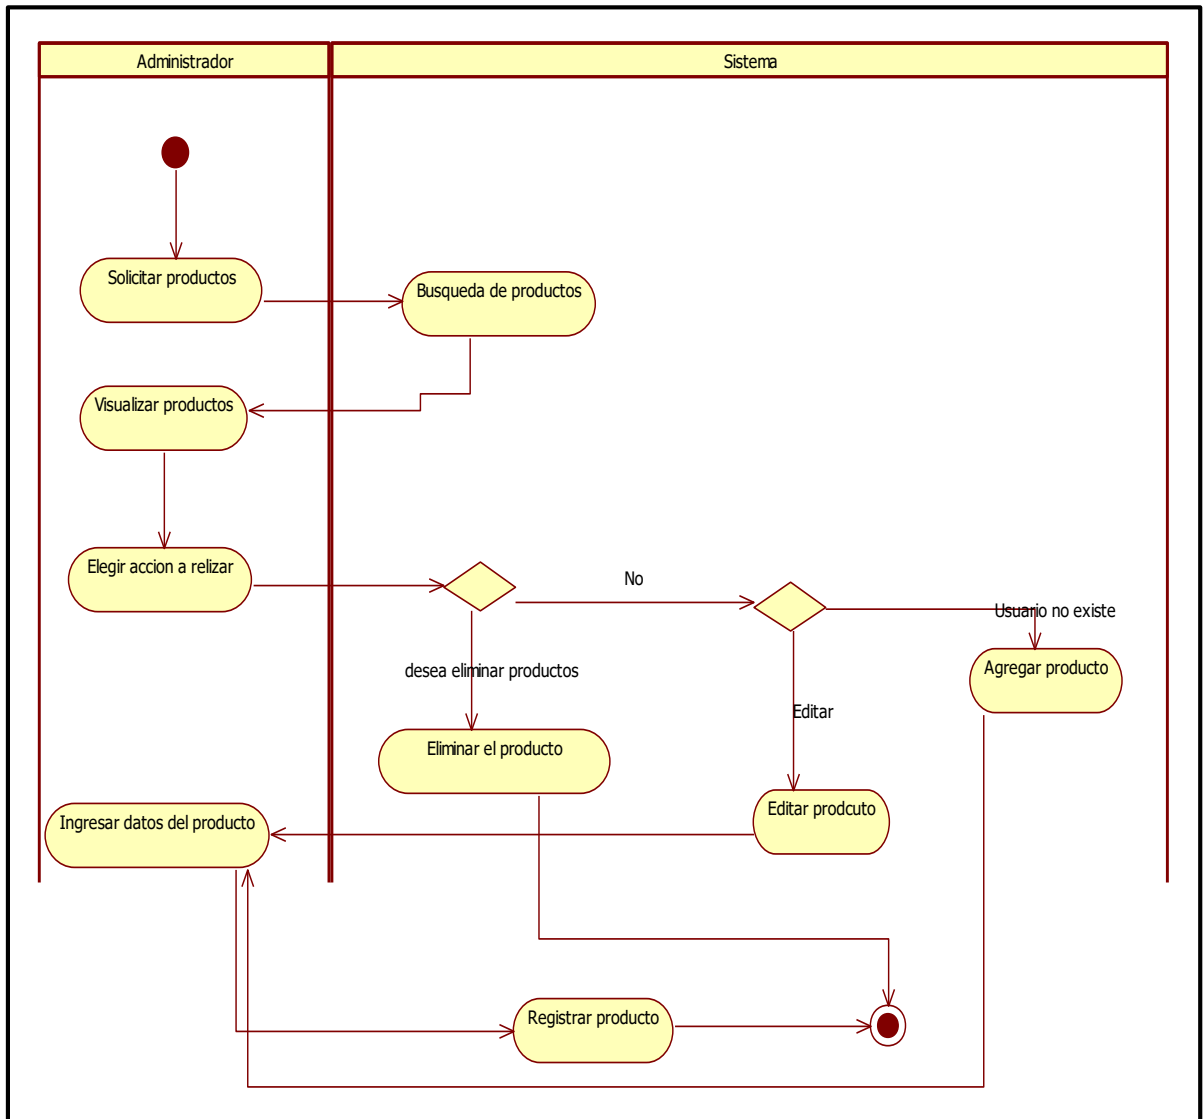 Administrador
Sistema
Solicitar productos
Busqueda de productos
Visualizar productos
Elegir accion a relizar
No
Usuario no existe
desea eliminar productos
Agregar producto
Editar
Eliminar el producto
Ingresar datos del producto
Editar prodcuto
Registrar producto